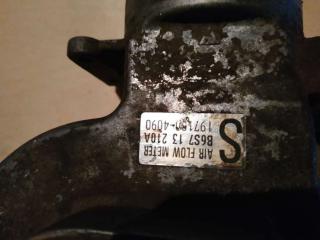 AIR FLOW METER
B6S7 13 210A
197100-4090
S